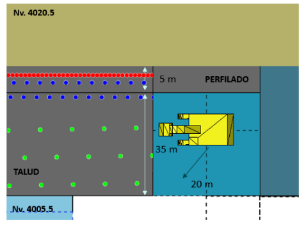 Nv. 4020.5
5 m
PERFILADO
35 m
TALUD
20 m
Nv. 4005.5